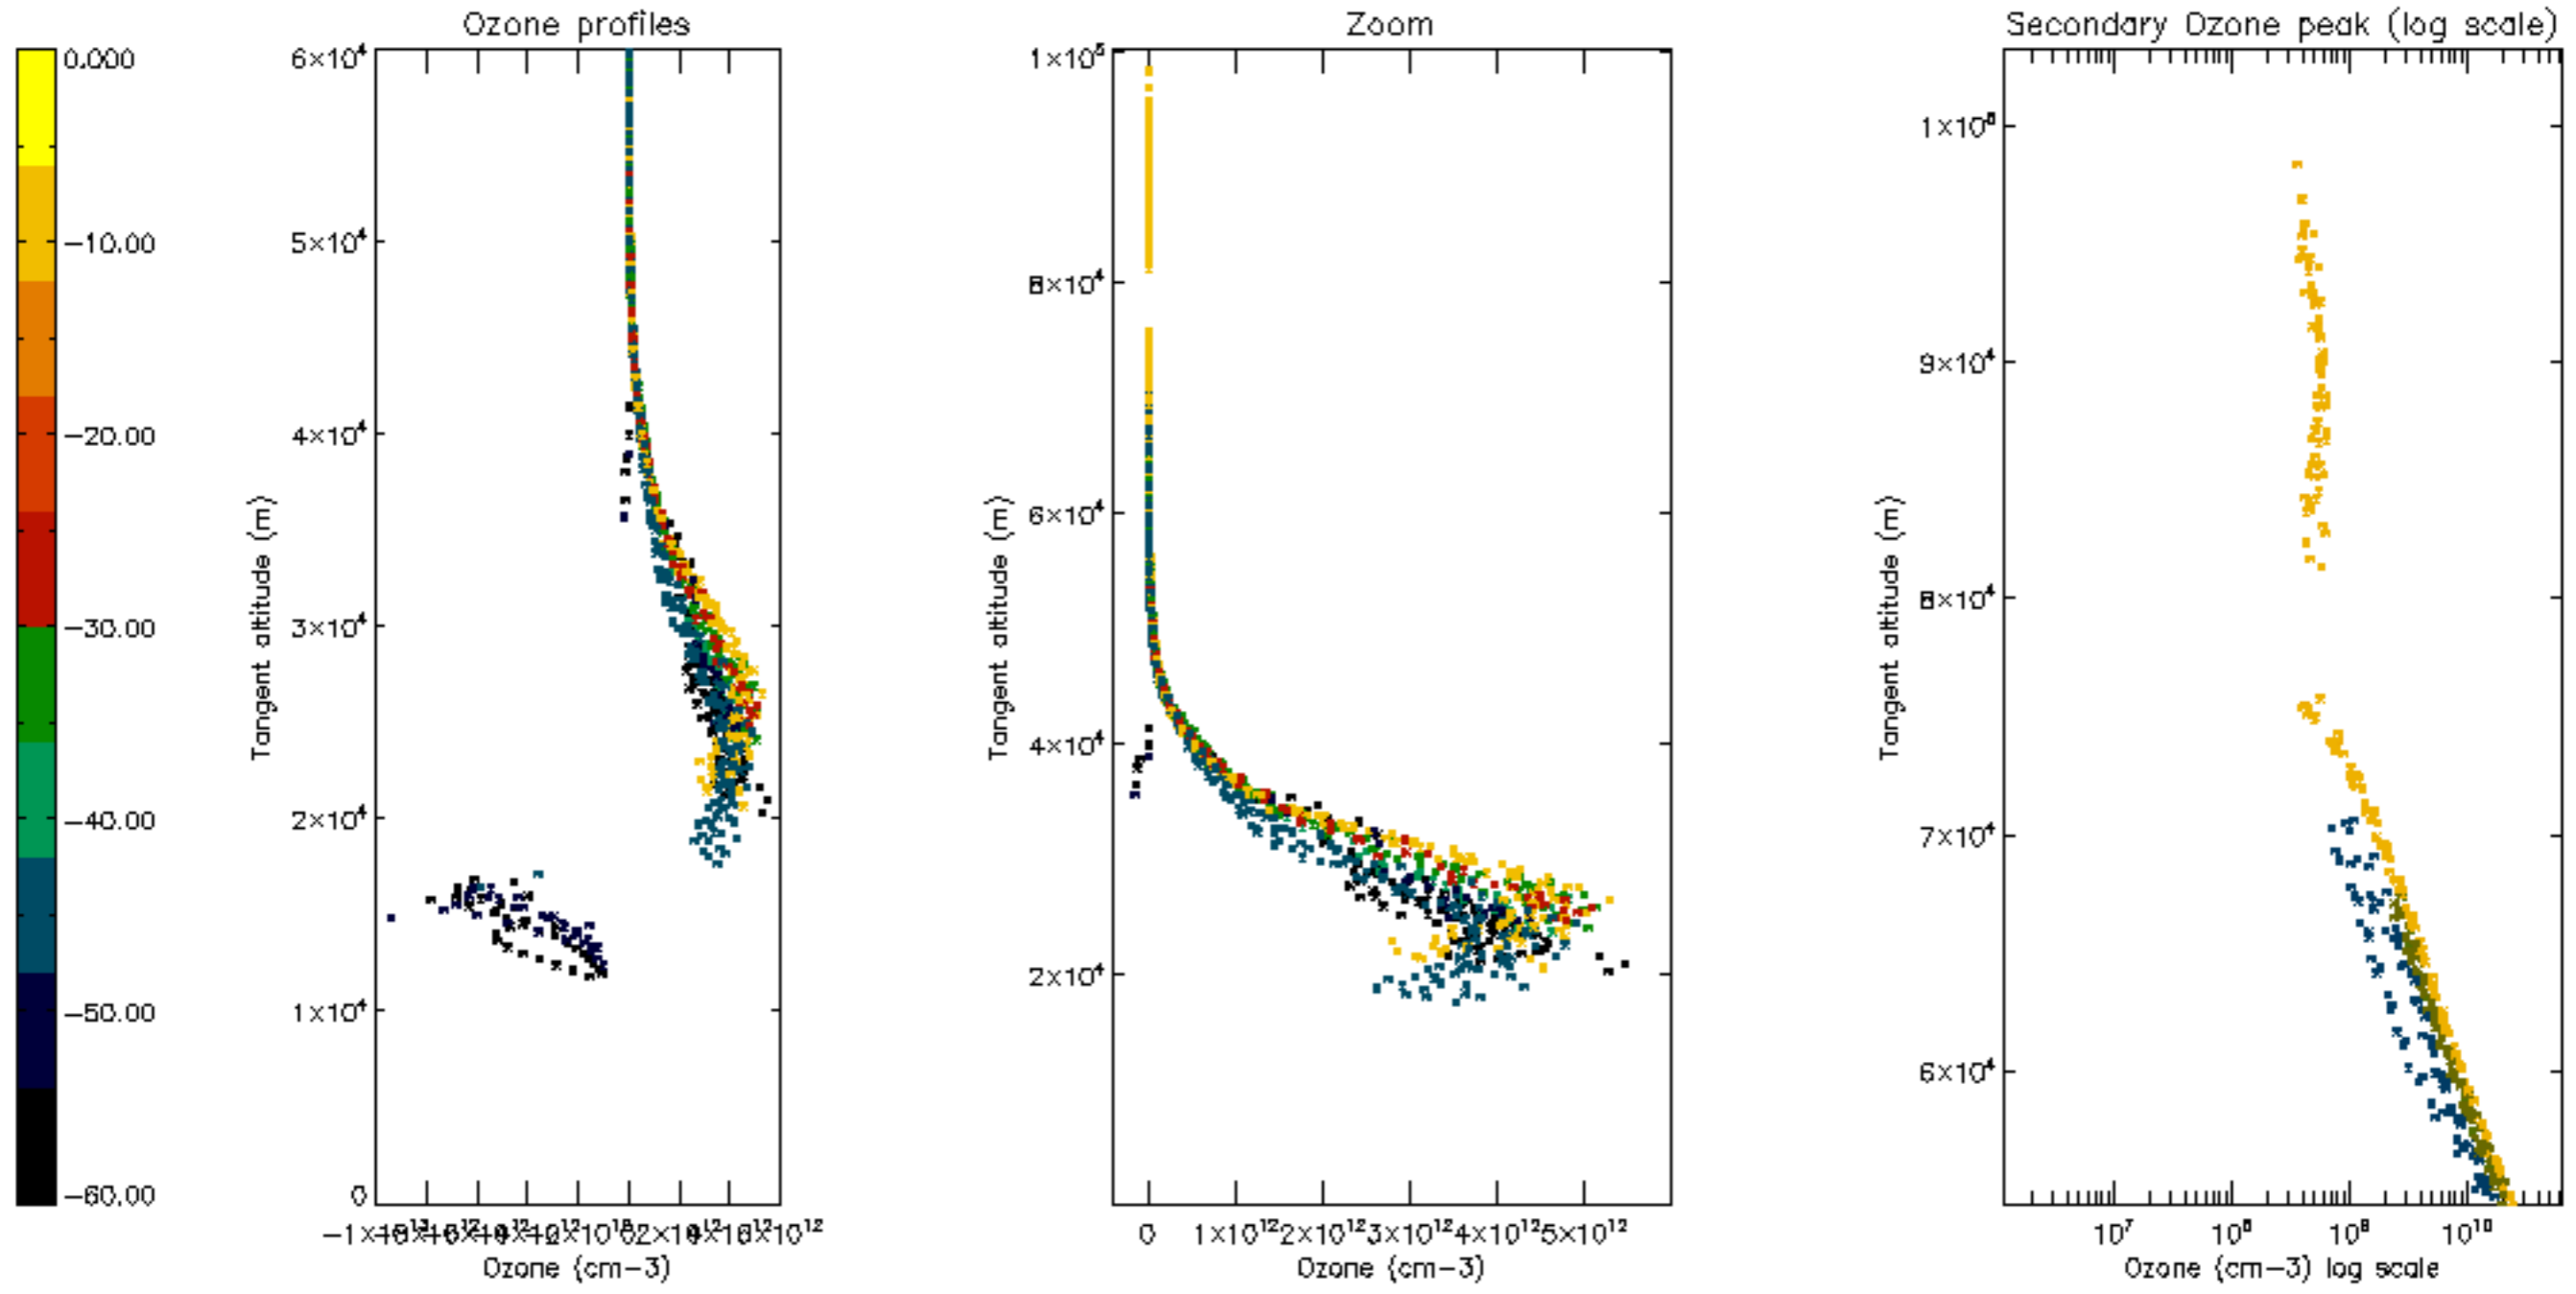 Ozone profiles
Zoom
Secondary Ozone peak (log scale)
0.000
−10.00
−20.00
−30.00
−40.00
−50.00
−60.00
6×10⁴
5×10⁴
4×10⁴
3×10⁴
2×10⁴
1×10⁴
0
Tangent altitude (m)
Ozone (cm−3)
1×10⁵
8×10⁴
6×10⁴
4×10⁴
2×10⁴
Tangent altitude (m)
0 1×10¹² 2×10¹² 3×10¹² 4×10¹² 5×10¹²
Ozone (cm−3)
1×10⁵
9×10⁴
8×10⁴
7×10⁴
6×10⁴
Tangent altitude (m)
10⁷ 10⁸ 10⁹ 10¹⁰
Ozone (cm−3) log scale